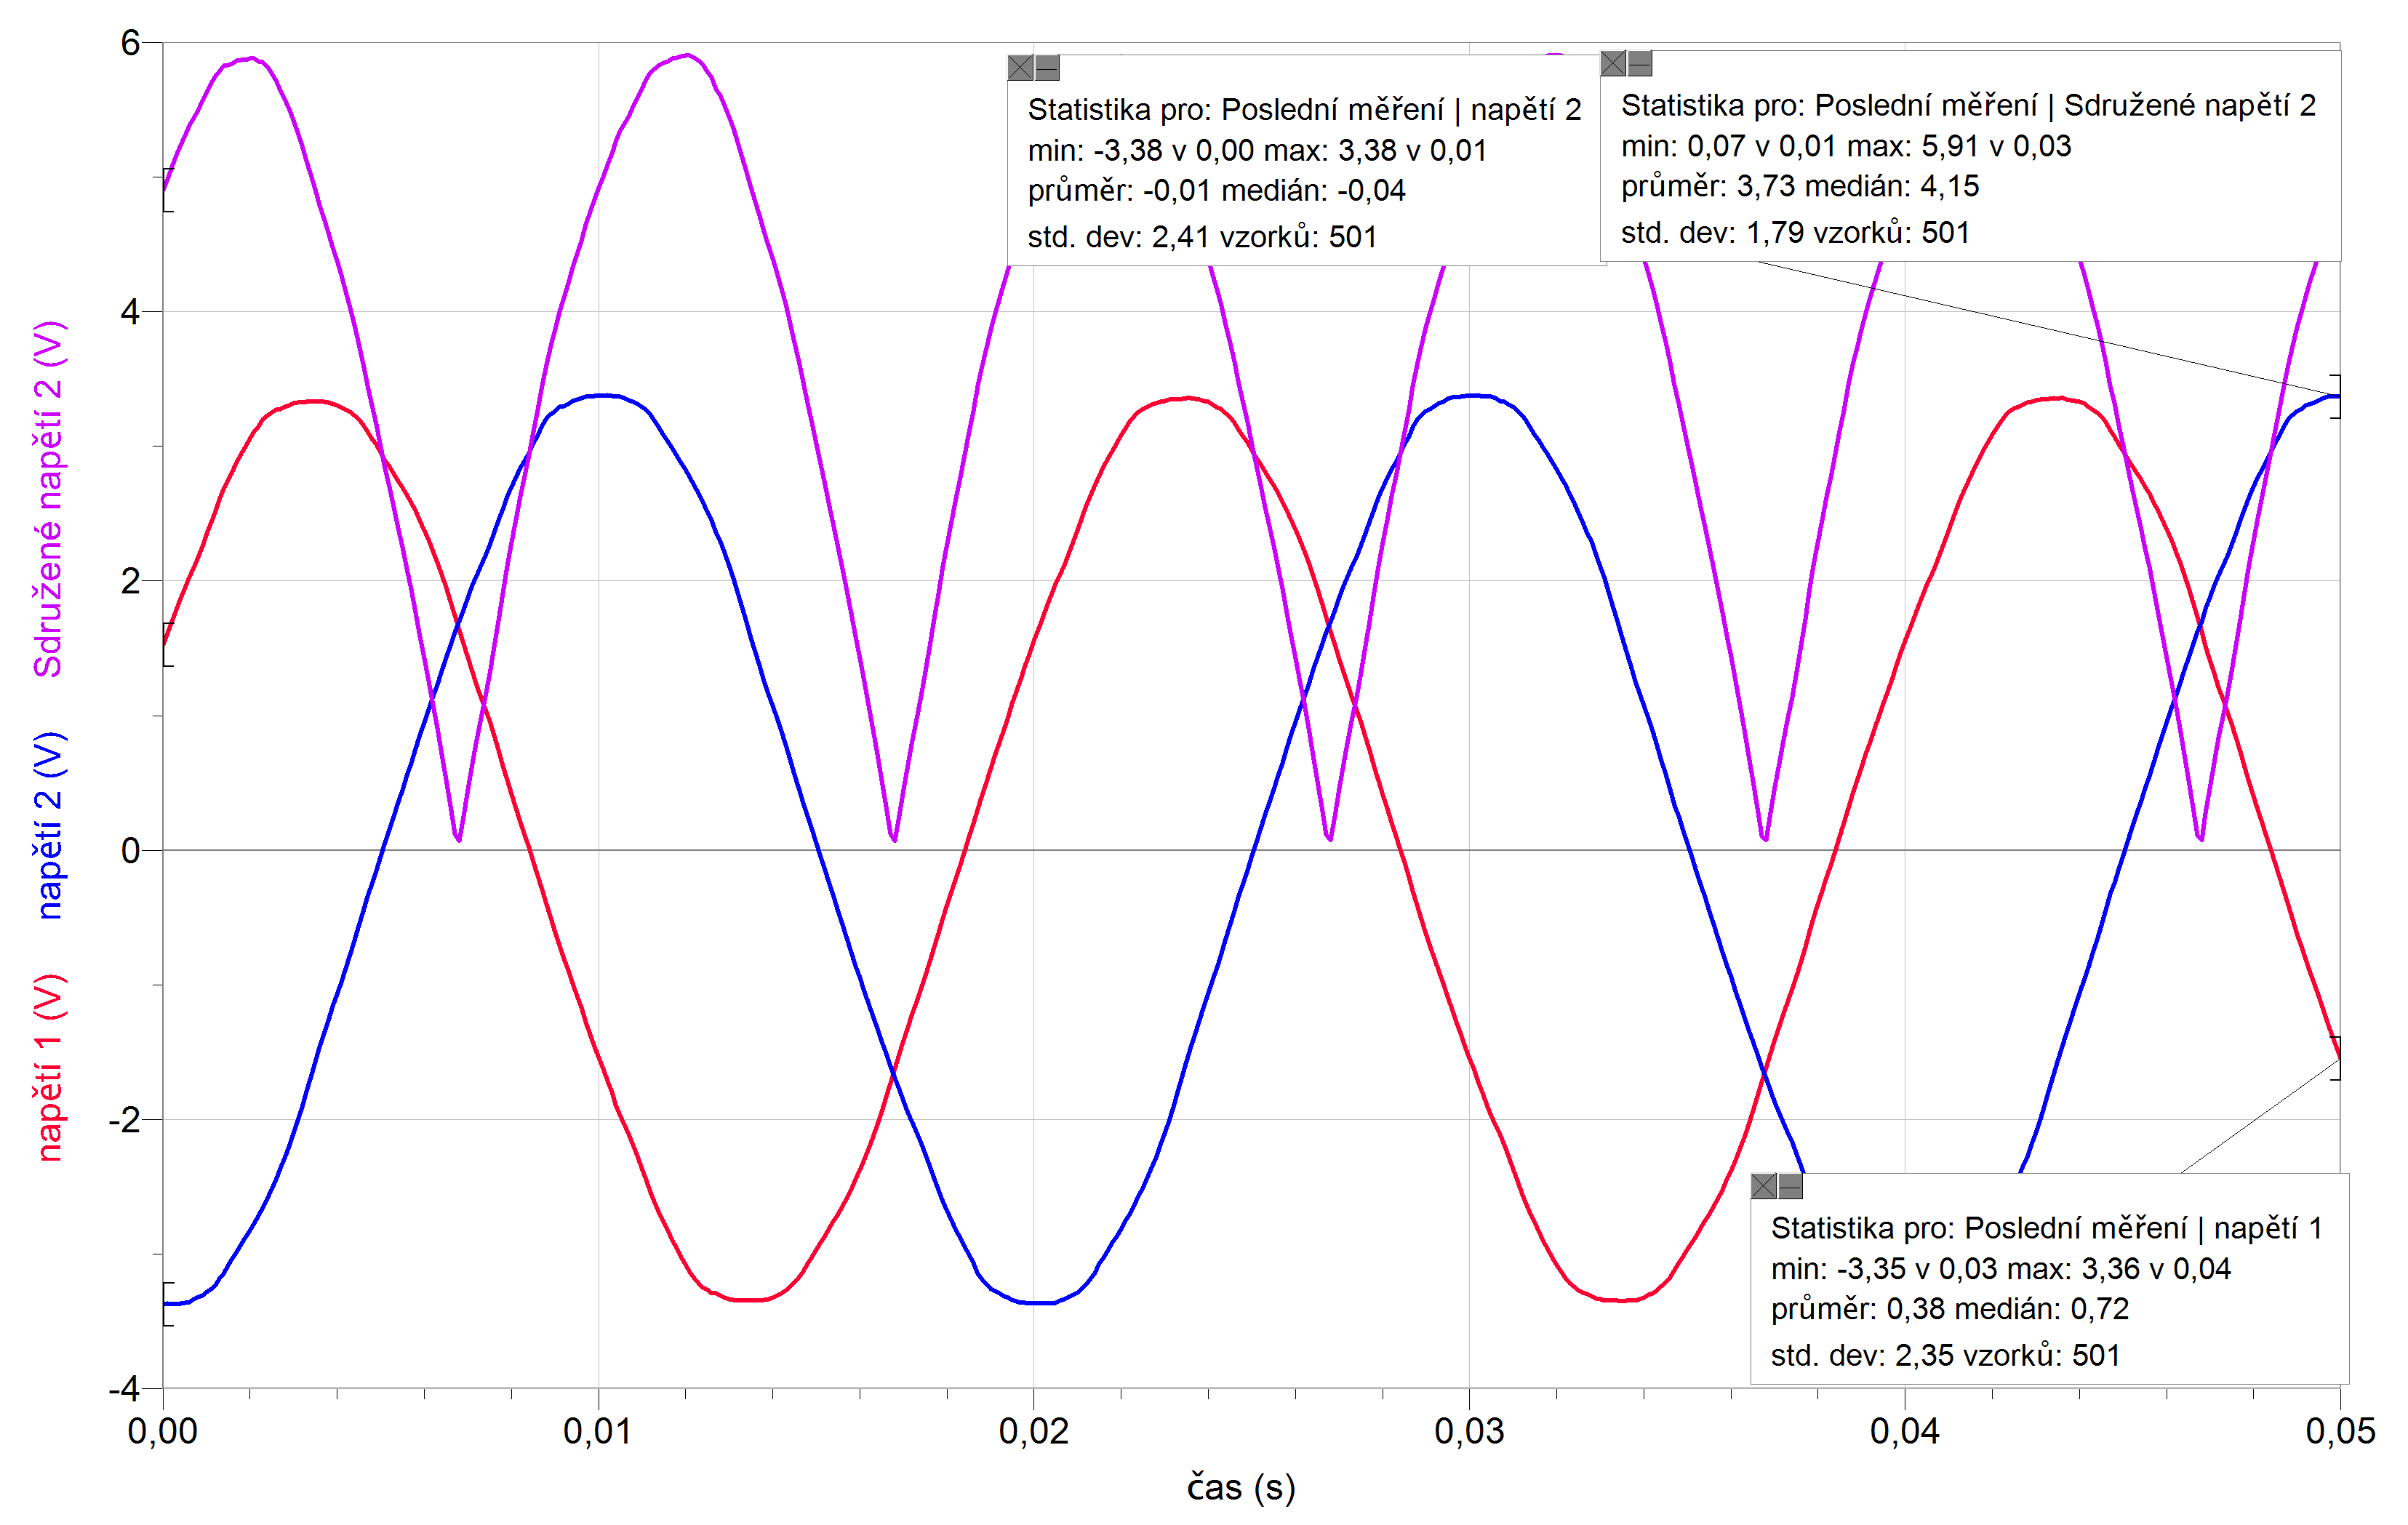 6
4
2
0
-2
-4
Sdružené napětí 2 (V)
napětí 2 (V)
napětí 1 (V)
Statistika pro: Poslední měření | napětí 2
min: -3,38 v 0,00 max: 3,38 v 0,01
průměr: -0,01 medián: -0,04
std. dev: 2,41 vzorků: 501
Statistika pro: Poslední měření | Sdružené napětí 2
min: 0,07 v 0,01 max: 5,91 v 0,03
průměr: 3,73 medián: 4,15
std. dev: 1,79 vzorků: 501
Statistika pro: Poslední měření | napětí 1
min: -3,35 v 0,03 max: 3,36 v 0,04
průměr: 0,38 medián: 0,72
std. dev: 2,35 vzorků: 501
0,00 0,01 0,02 0,03 0,04 0,05
čas (s)